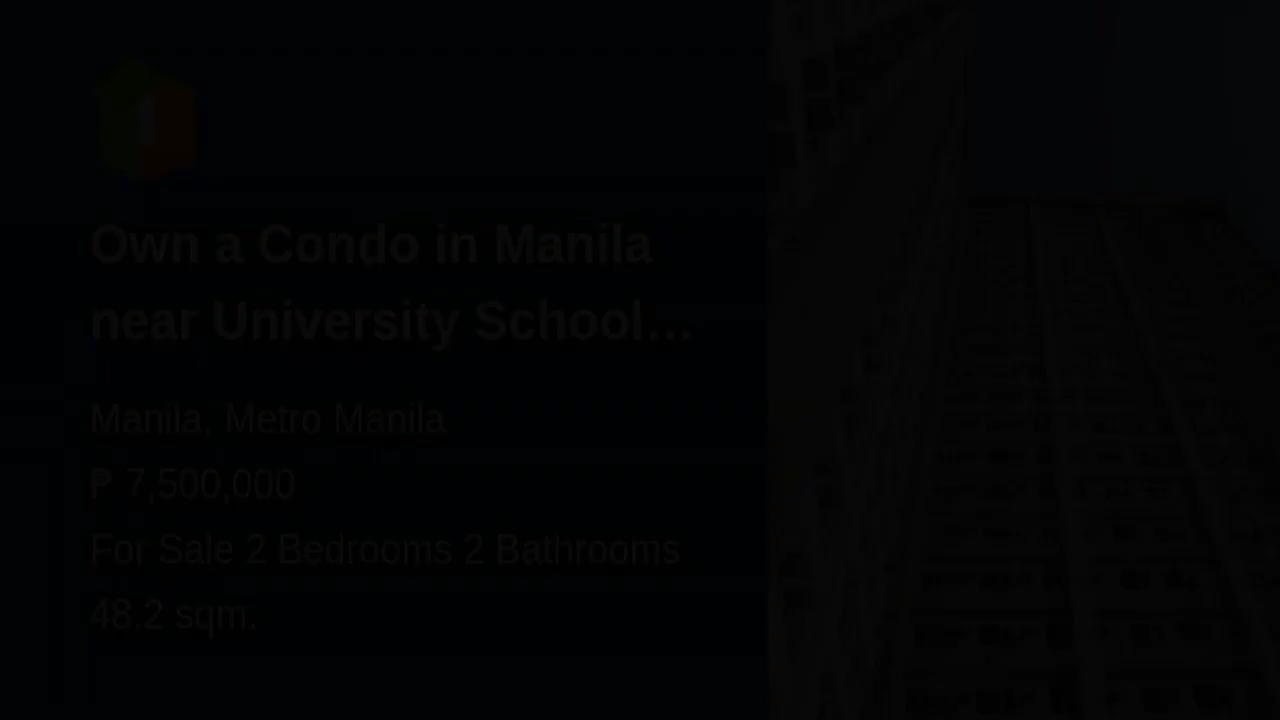 Own a Condo in Manila
near University School...
Manila, Metro Manila
₱ 7,500,000
For Sale 2 Bedrooms 2 Bathrooms
48.2 sqm.